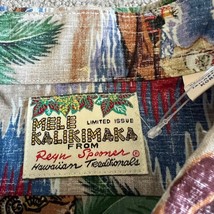 LIMITED ISSUE
MELE
KALIKIMAKA
FROM
Reyn Spooner ®
Hawaiian Traditionals